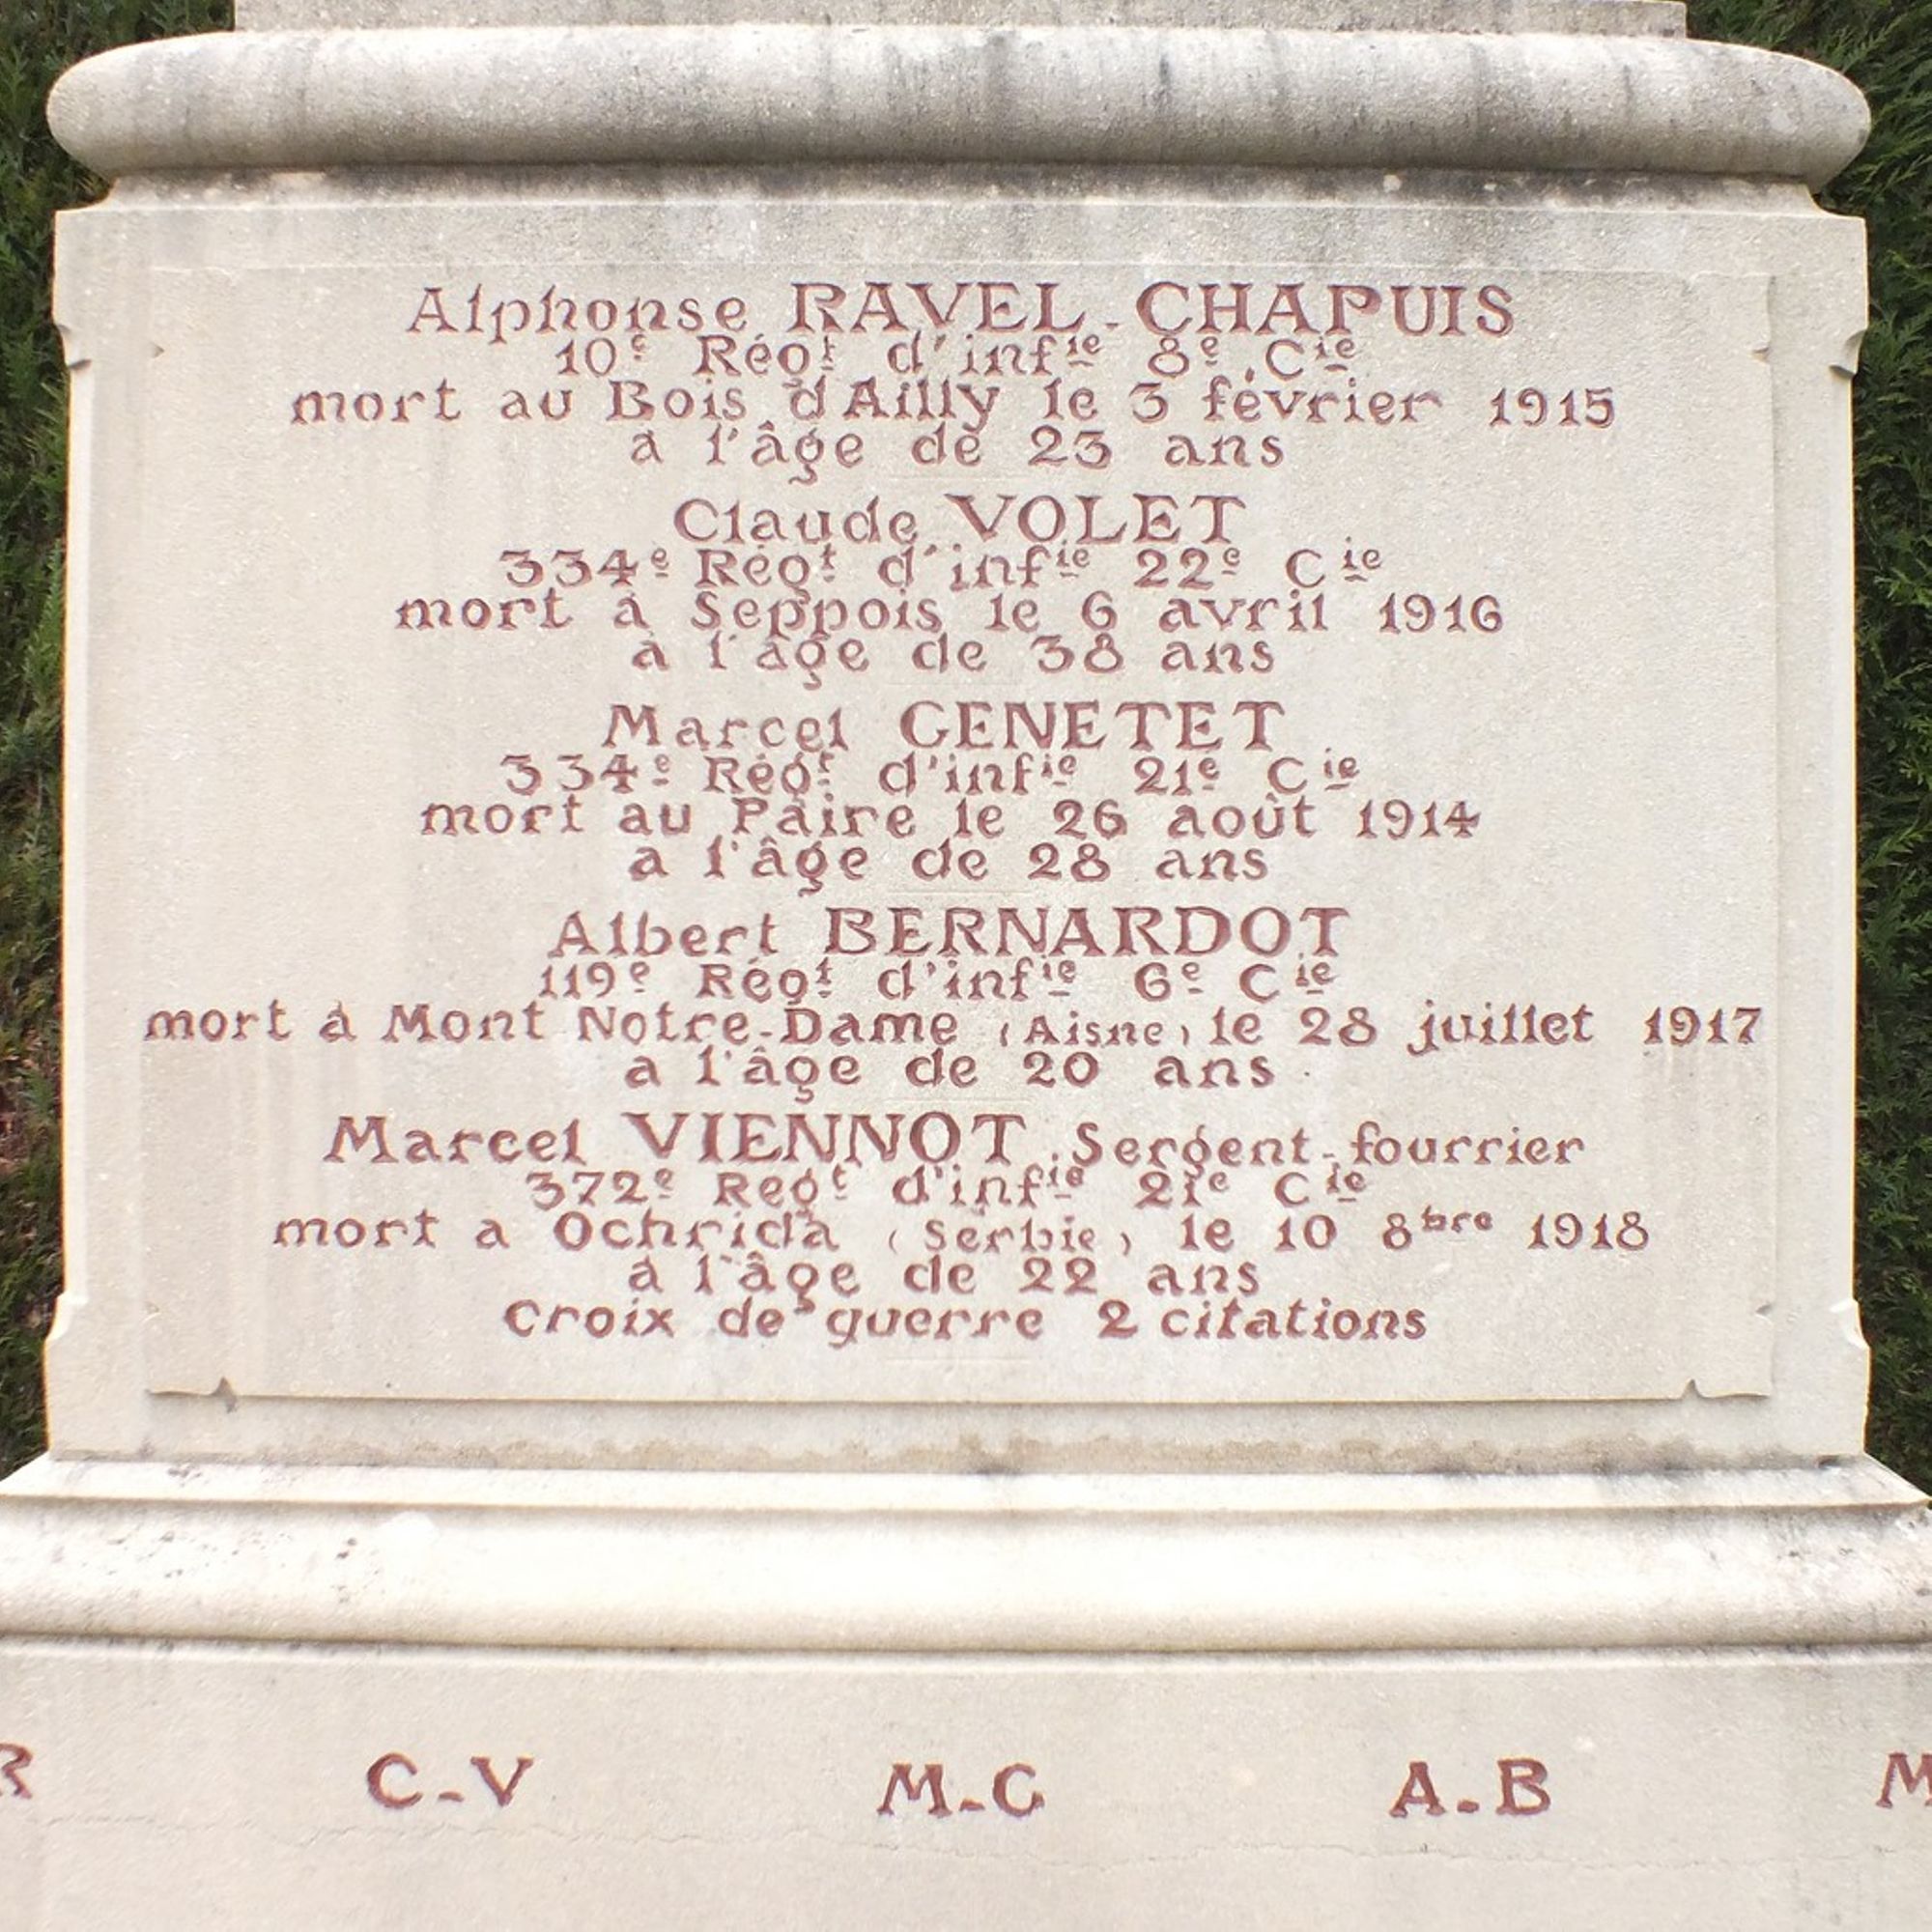 Alphonse RAVEL-CHAPUIS
10e Régt d'infie 8e Cie
mort au Bois d'Ailly le 3 février 1915
à l'âge de 23 ans
Claude VOLET
334e Régt d'infie 22e Cie
mort à Seppois le 6 avril 1916
à l'âge de 38 ans
Marcel GENETET
334e Régt d'infie 21e Cie
mort au Paire le 26 août 1914
a l'âge de 28 ans
Albert BERNARDOT
119e Régt d'infie 6e Cie
mort à Mont Notre-Dame (Aisne) le 28 juillet 1917
a l'âge de 20 ans
Marcel VIENNOT Sergent-fourrier
372e Regt d'infie 21e Cie
mort a Ochrida (Serbie) le 10 8bre 1918
à l'âge de 22 ans
croix de guerre 2 citations
R C-V M-G A-B M